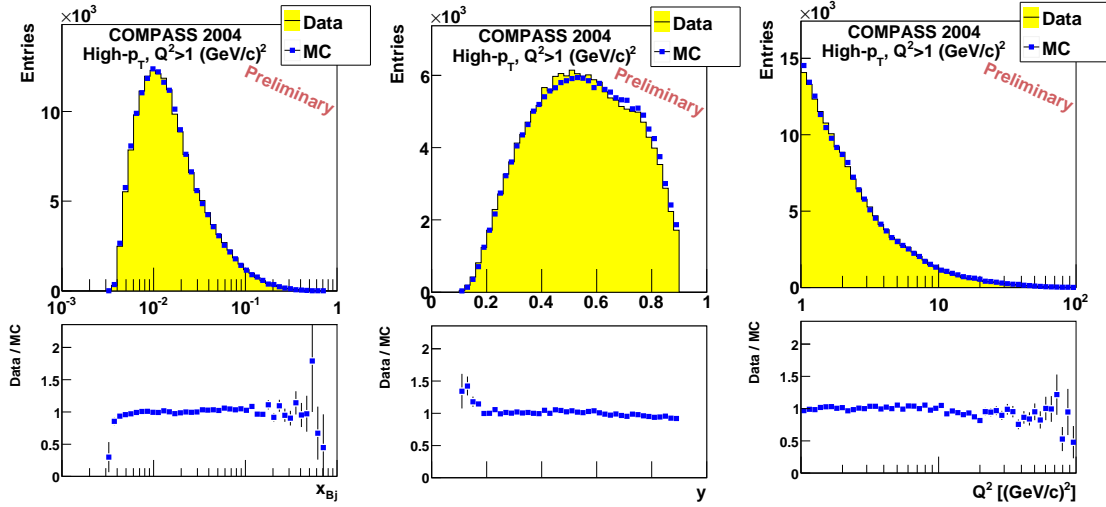 ×10³
Data
MC
COMPASS 2004
High-p_T, Q²>1 (GeV/c)²
Preliminary
Entries
10
5
0
10⁻³
10⁻²
10⁻¹
1
Data / MC
2
1.5
1
0.5
0
x_Bj
×10³
Data
MC
COMPASS 2004
High-p_T, Q²>1 (GeV/c)²
Preliminary
Entries
6
4
2
0
0
0.2
0.4
0.6
0.8
1
Data / MC
2
1.5
1
0.5
0
y
×10³
Data
MC
COMPASS 2004
High-p_T, Q²>1 (GeV/c)²
Preliminary
Entries
15
10
5
0
1
10
10²
Data / MC
2
1.5
1
0.5
0
Q² [(GeV/c)²]